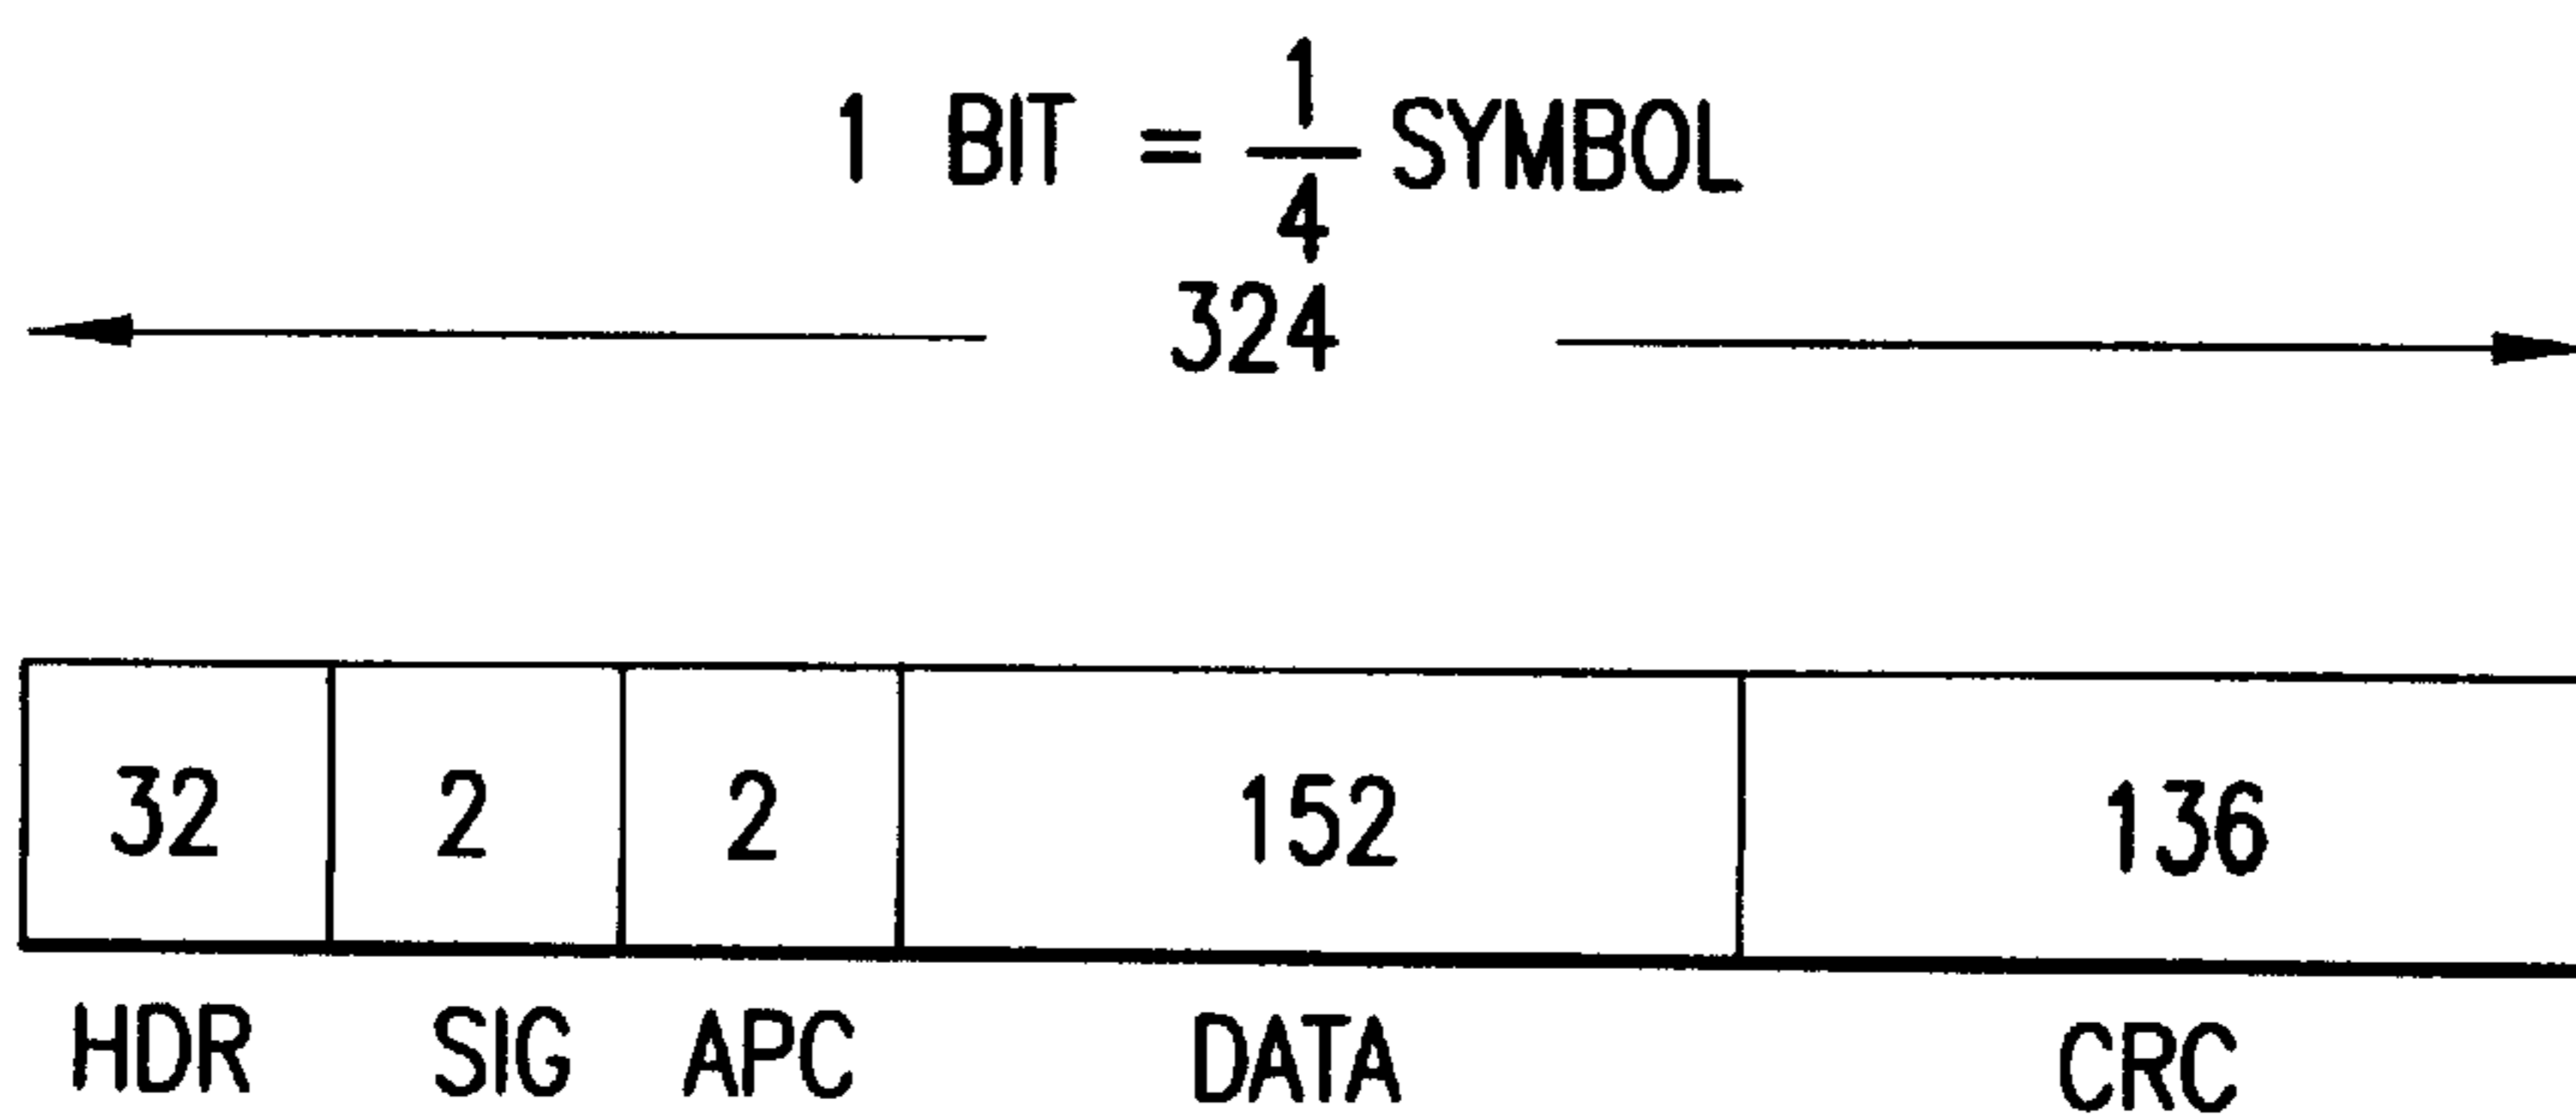 1 BIT = 1/4 SYMBOL
324
32 2 2 152 136
HDR SIG APC DATA CRC